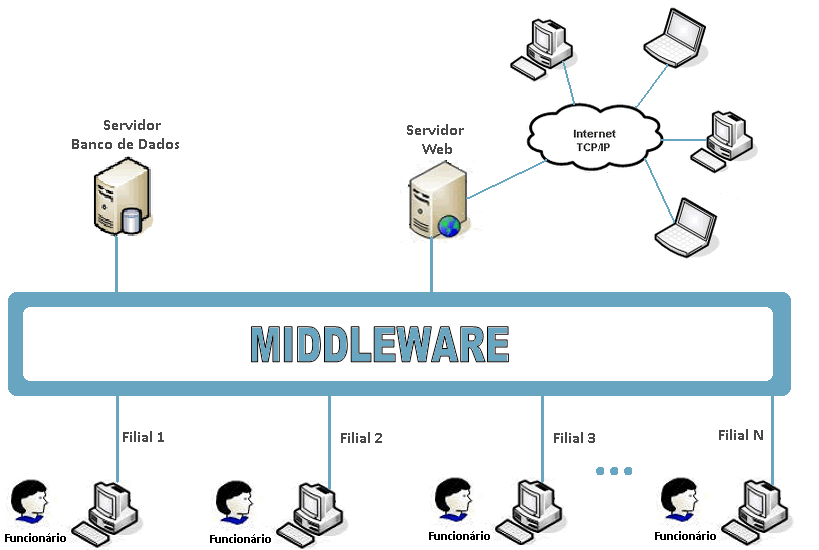 Servidor
Banco de Dados
Servidor
Web
Internet
TCP/IP
MIDDLEWARE
Filial 1
Filial 2
Filial 3
Filial N
Funcionário
Funcionário
Funcionário
Funcionário